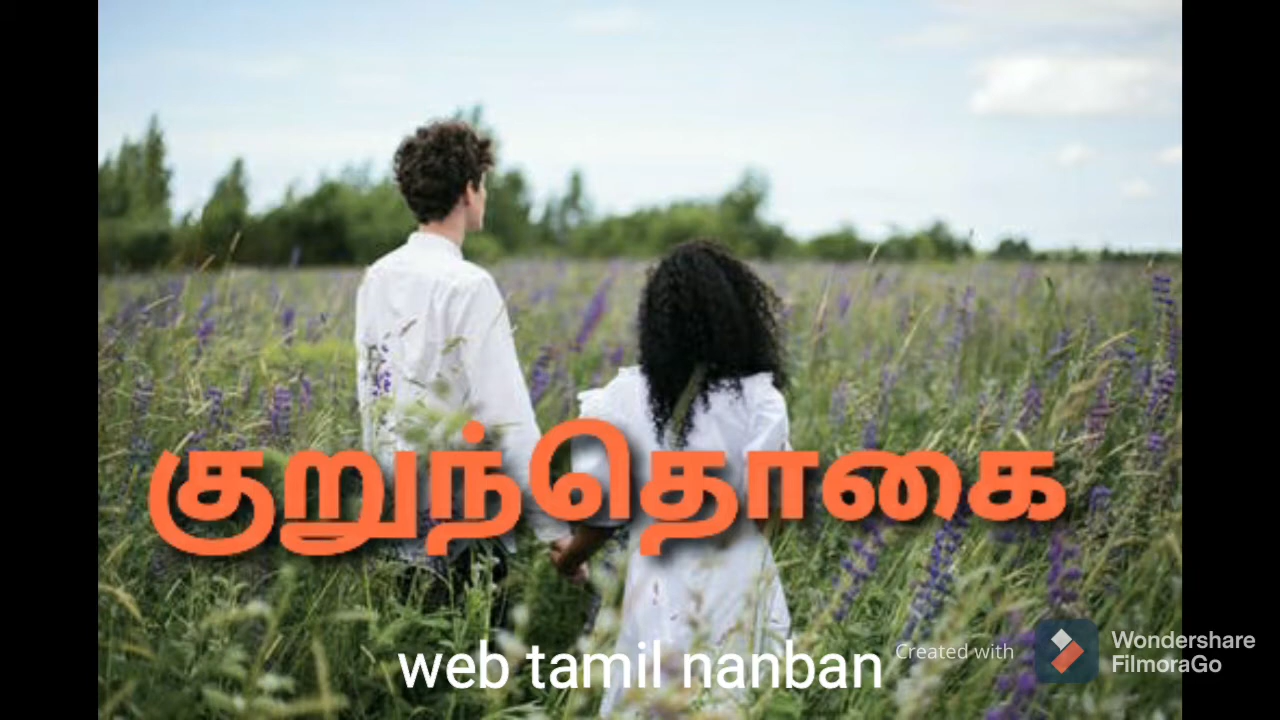 குறுந்தொகை
web tamil nanban
Created with
Wondershare
FilmoraGo